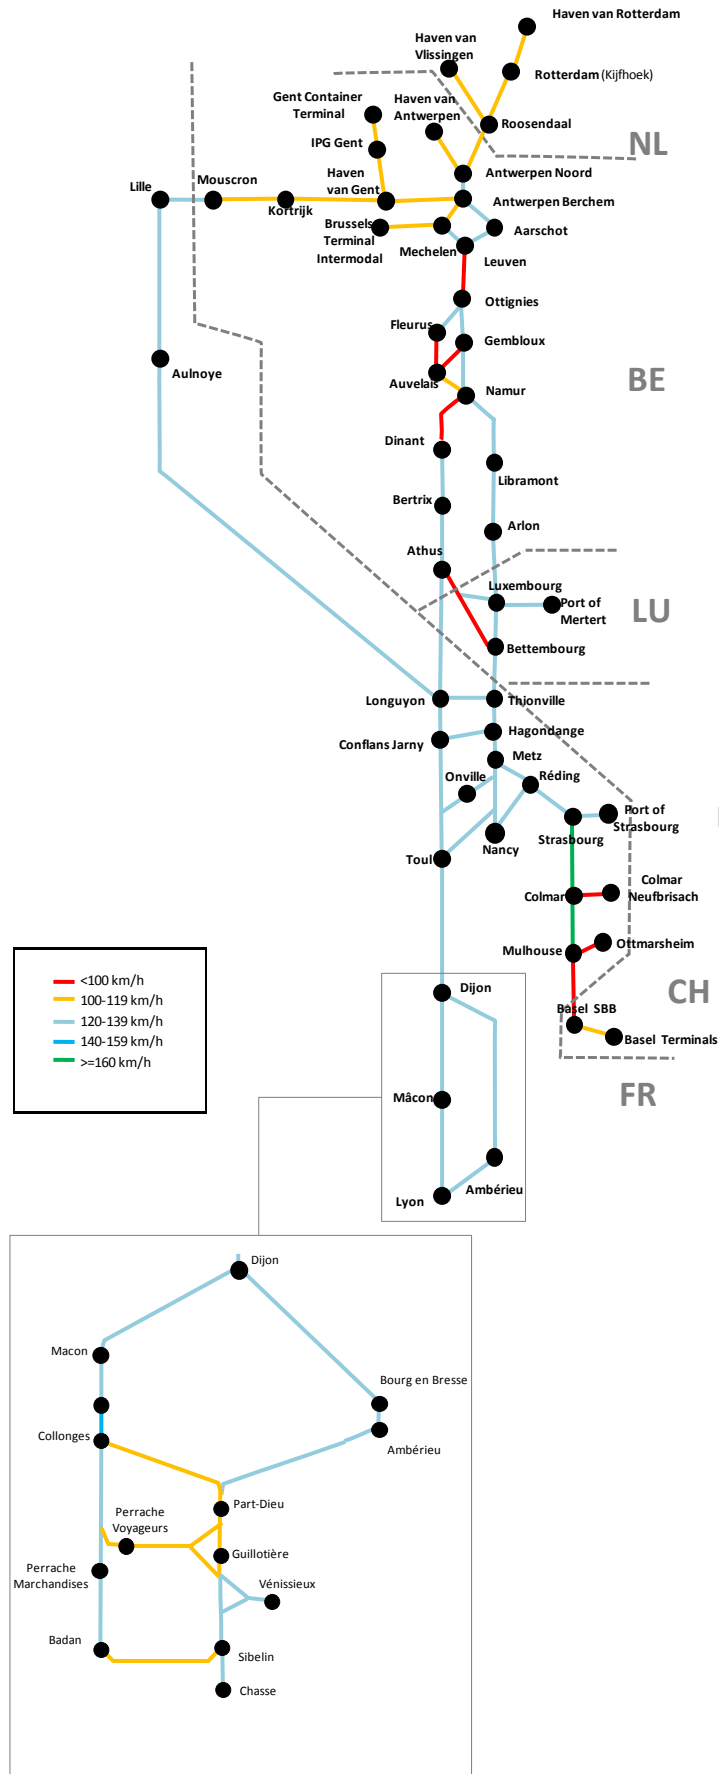 Haven van Rotterdam
Haven van
Vlissingen
Rotterdam (Kijfhoek)
Gent Container
Terminal
Haven van
Antwerpen
Roosendaal
NL
IPG Gent
Haven
van Gent
Antwerpen Noord
Lille
Mouscron
Kortrijk
Antwerpen Berchem
Brussels
Terminal
Intermodal
Aarschot
Mechelen
Leuven
Ottignies
Fleurus
Gembloux
Aulnoye
BE
Auvelais
Namur
Dinant
Libramont
Bertrix
Arlon
Athus
Luxembourg
Port of
Mertert
LU
Bettembourg
Longuyon
Thionville
Hagondange
Conflans Jarny
Metz
Onville
Réding
Port of
Strasbourg
Strasbourg
Nancy
Toul
Colmar
Neufbrisach
Colmar
Ottmarsheim
Mulhouse
<100 km/h
100-119 km/h
120-139 km/h
140-159 km/h
>=160 km/h
Dijon
CH
Basel SBB
Basel Terminals
FR
Mâcon
Ambérieu
Lyon
Dijon
Macon
Bourg en Bresse
Collonges
Ambérieu
Part-Dieu
Perrache
Voyageurs
Guillotière
Perrache
Marchandises
Vénissieux
Badan
Sibelin
Chasse